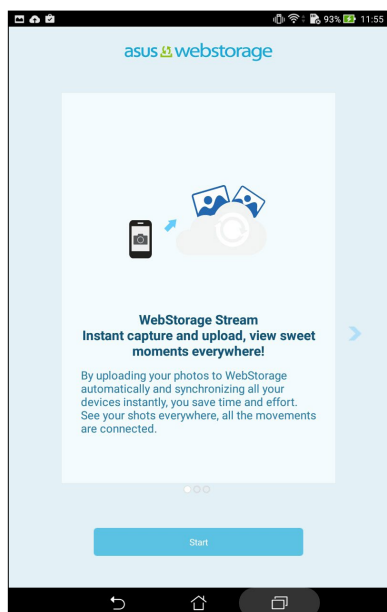 93% 11:55
asus webstorage
WebStorage Stream
Instant capture and upload, view sweet
moments everywhere!
By uploading your photos to WebStorage
automatically and synchronizing all your
devices instantly, you save time and effort.
See your shots everywhere, all the movements
are connected.
Start